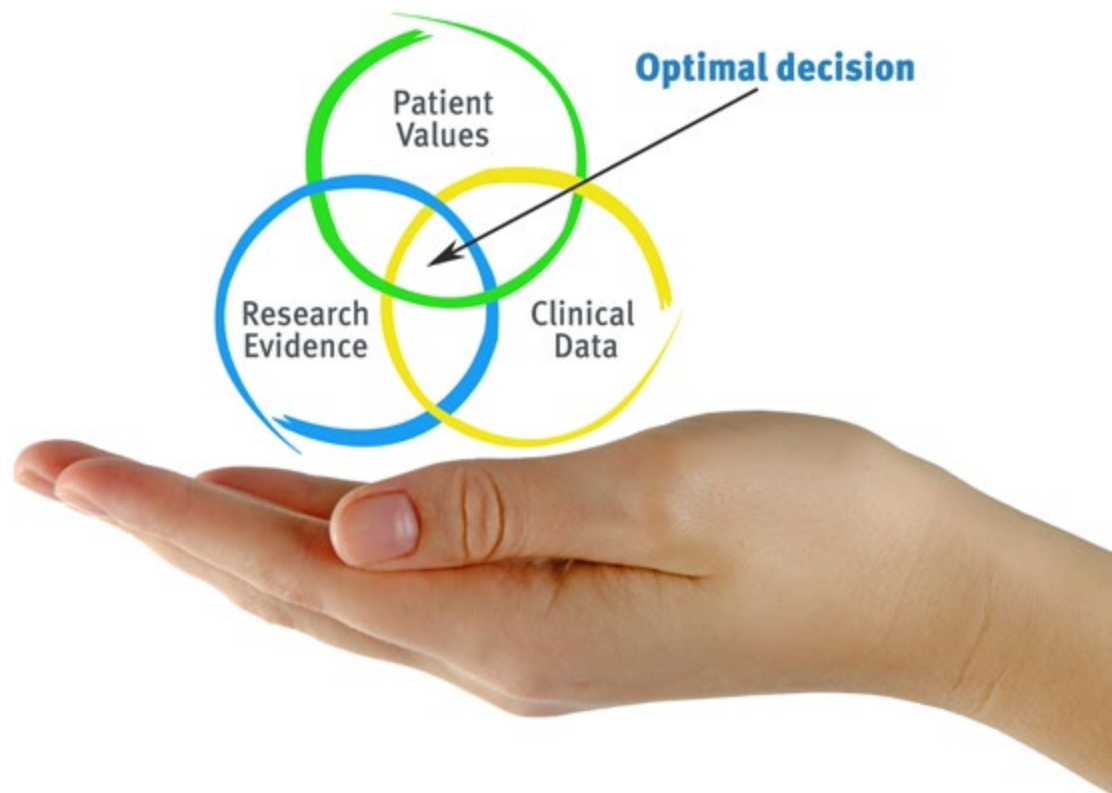 Optimal decision
Patient
Values
Research
Evidence
Clinical
Data